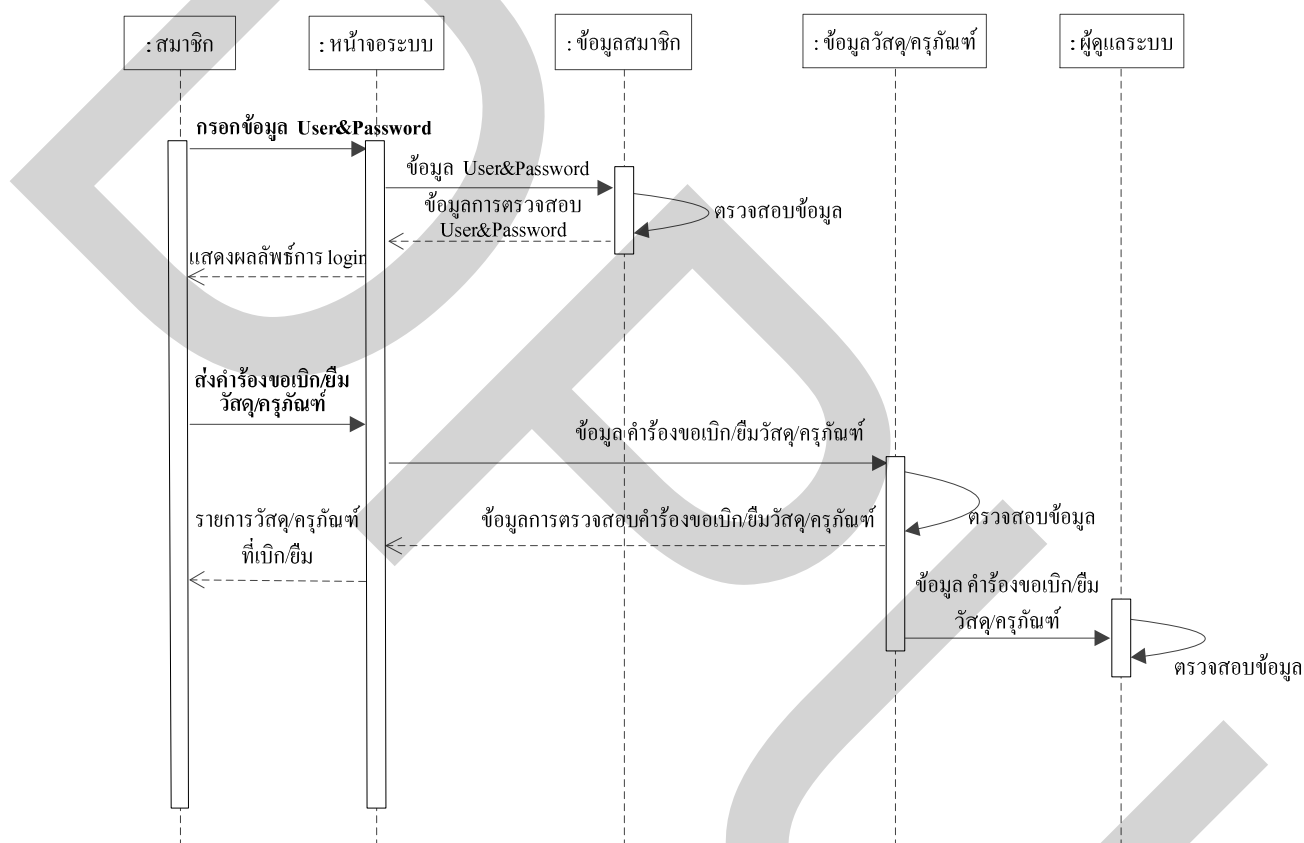 : สมาชิก
: หน้าจอระบบ
: ข้อมูลสมาชิก
: ข้อมูลวัสดุ/ครุภัณฑ์
: ผู้ดูแลระบบ
กรอกข้อมูล User&Password
ข้อมูล User&Password
ข้อมูลการตรวจสอบ
User&Password
ตรวจสอบข้อมูล
แสดงผลลัพธ์การ login
ส่งคำร้องขอเบิก/ยืม
วัสดุ/ครุภัณฑ์
ข้อมูล คำร้องขอเบิก/ยืมวัสดุ/ครุภัณฑ์
ตรวจสอบข้อมูล
ข้อมูลการตรวจสอบคำร้องขอเบิก/ยืมวัสดุ/ครุภัณฑ์
รายการวัสดุ/ครุภัณฑ์
ที่เบิก/ยืม
ข้อมูล คำร้องขอเบิก/ยืม
วัสดุ/ครุภัณฑ์
ตรวจสอบข้อมูล